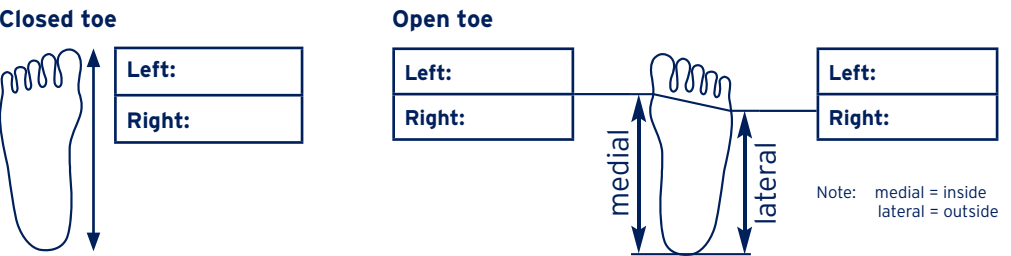 Closed toe
Left:
Right:
Open toe
Left:
Right:
medial
lateral
Left:
Right:
Note: medial = inside
lateral = outside